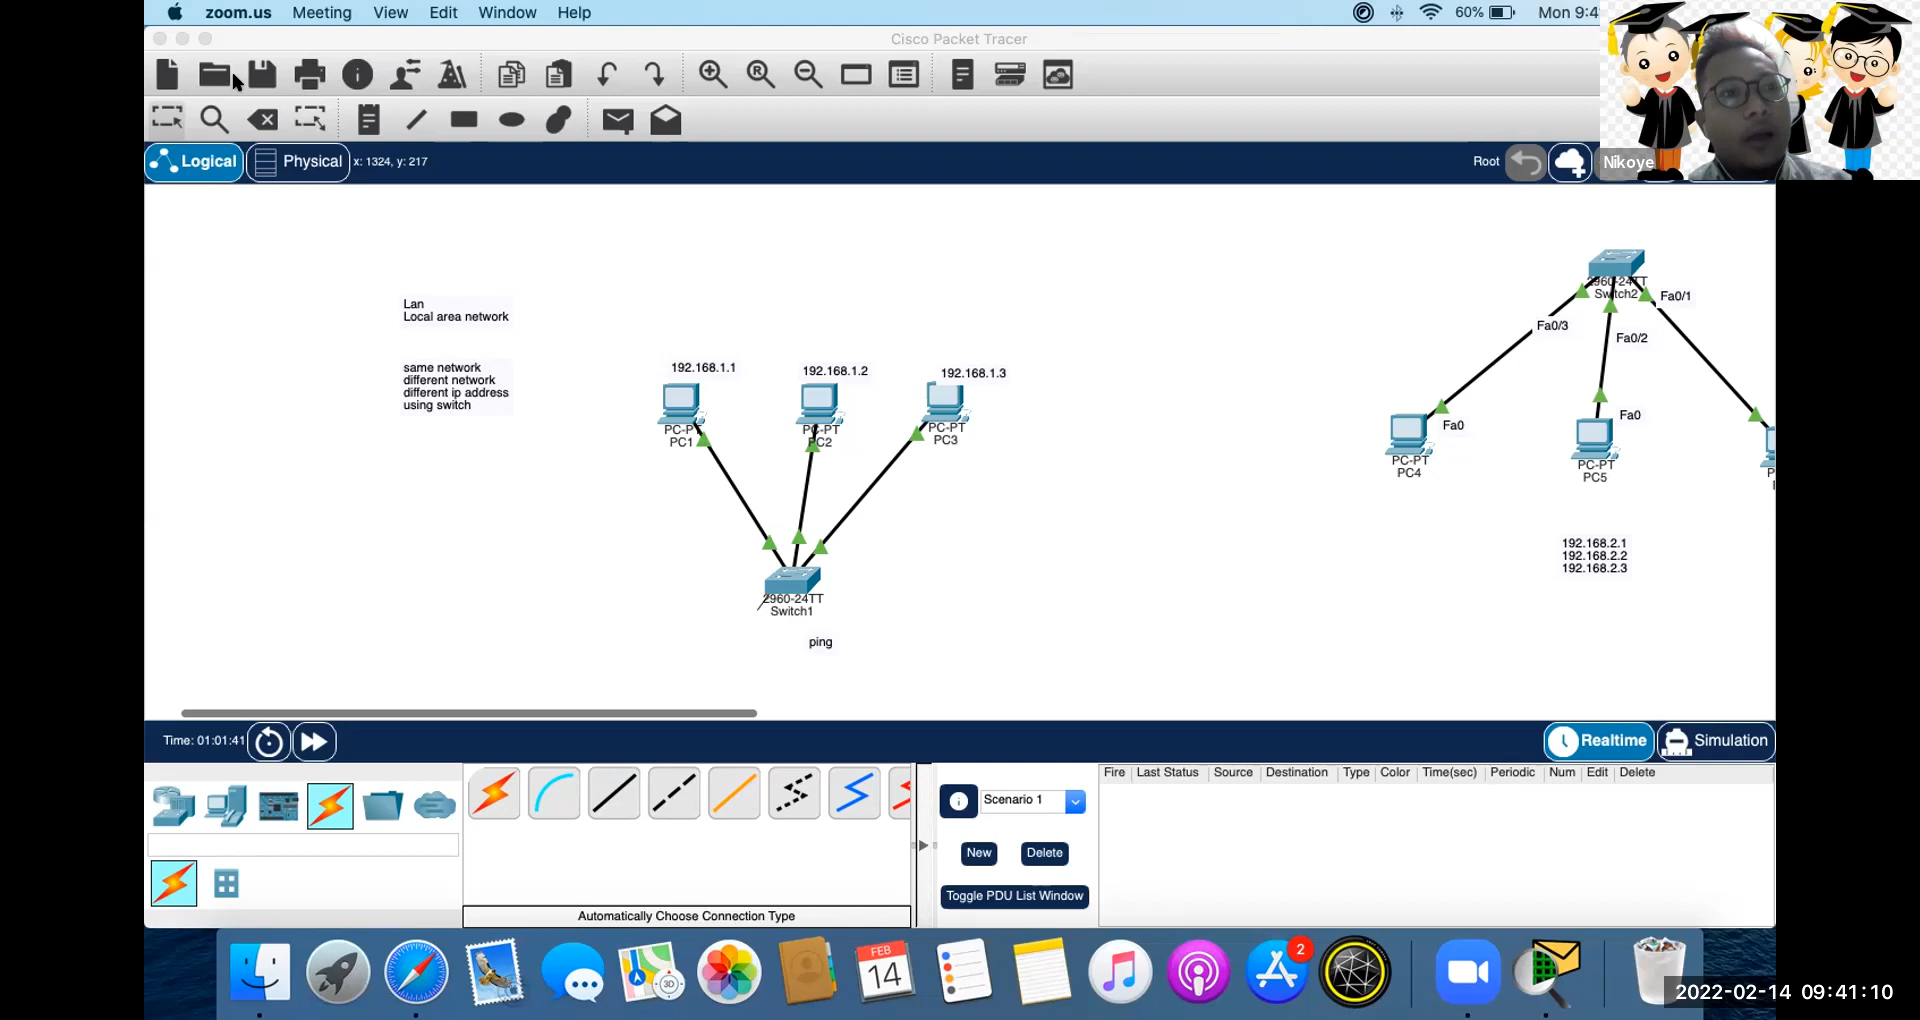 zoom.us Meeting View Edit Window Help
60% Mon 9:4
Cisco Packet Tracer
Logical Physical x: 1324, y: 217
Root
Nikoye
Lan
Local area network
same network
different network
different ip address
using switch
192.168.1.1
192.168.1.2
192.168.1.3
PC-PT
PC1
PC-PT
PC2
PC-PT
PC3
2960-24TT
Switch1
ping
2960-24TT
Switch2
Fa0/1
Fa0/3
Fa0/2
Fa0
Fa0
PC-PT
PC4
PC-PT
PC5
P
192.168.2.1
192.168.2.2
192.168.2.3
Time: 01:01:41
Realtime Simulation
Fire Last Status Source Destination Type Color Time(sec) Periodic Num Edit Delete
Scenario 1
New Delete
Toggle PDU List Window
Automatically Choose Connection Type
FEB
14
3D
2
2022-02-14 09:41:10